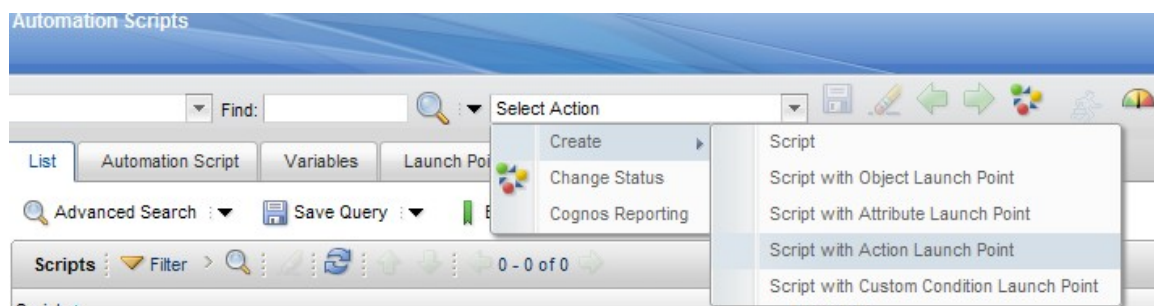 Automation Scripts
Find:
Select Action
Create
Script
List
Automation Script
Variables
Launch Poi
Change Status
Script with Object Launch Point
Advanced Search
Save Query
Cognos Reporting
Script with Attribute Launch Point
Scripts
Filter
0 - 0 of 0
Script with Action Launch Point
Script with Custom Condition Launch Point